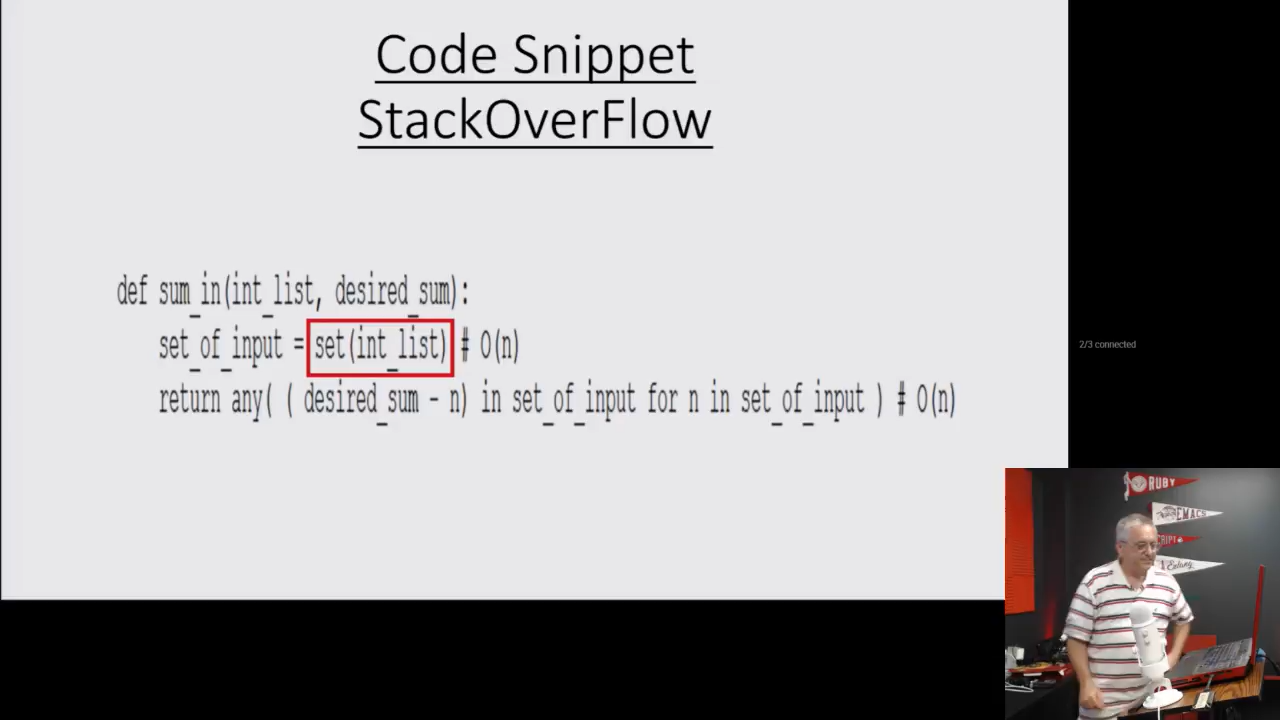 Code Snippet
StackOverFlow
def sum_in(int_list, desired_sum):
set_of_input = set(int_list) # O(n)
return any( ( desired_sum - n) in set_of_input for n in set_of_input ) # O(n)
2/3 connected
RUBY
EMACS
Erlang